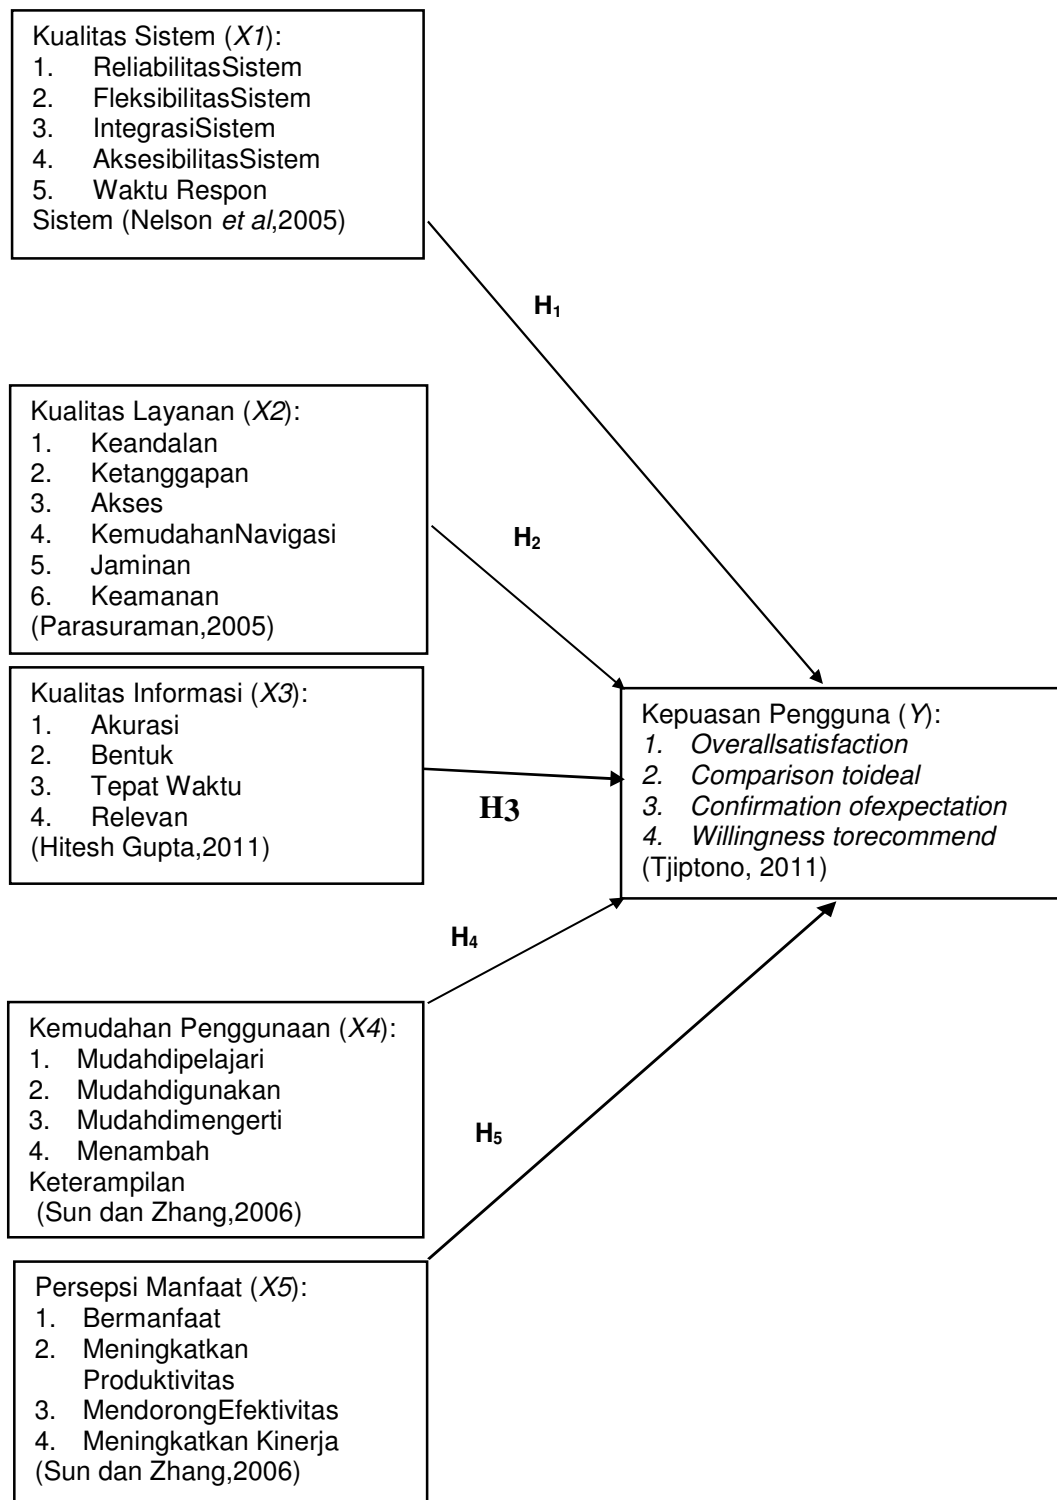 Kualitas Sistem (X1):
1. ReliabilitasSistem
2. FleksibilitasSistem
3. IntegrasiSistem
4. AksesibilitasSistem
5. Waktu Respon
Sistem (Nelson et al,2005)
H₁
Kualitas Layanan (X2):
1. Keandalan
2. Ketanggapan
3. Akses
4. KemudahanNavigasi
5. Jaminan
6. Keamanan
(Parasuraman,2005)
H₂
Kualitas Informasi (X3):
1. Akurasi
2. Bentuk
3. Tepat Waktu
4. Relevan
(Hitesh Gupta,2011)
H3
Kepuasan Pengguna (Y):
1. Overallsatisfaction
2. Comparison toideal
3. Confirmation ofexpectation
4. Willingness torecommend
(Tjiptono, 2011)
H₄
Kemudahan Penggunaan (X4):
1. Mudahdipelajari
2. Mudahdigunakan
3. Mudahdimengerti
4. Menambah
Keterampilan
(Sun dan Zhang,2006)
H₅
Persepsi Manfaat (X5):
1. Bermanfaat
2. Meningkatkan
Produktivitas
3. MendorongEfektivitas
4. Meningkatkan Kinerja
(Sun dan Zhang,2006)